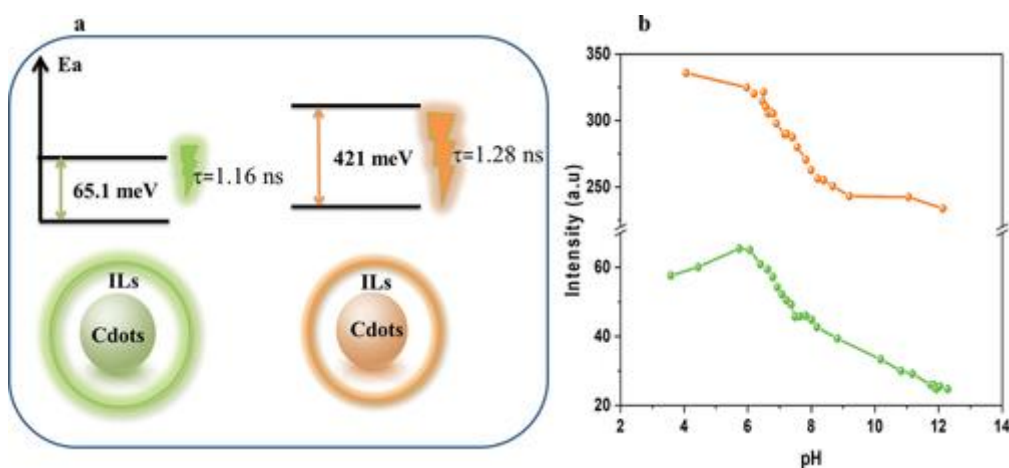 a
Ea
65.1 meV
τ=1.16 ns
421 meV
τ=1.28 ns
ILs
Cdots
ILs
Cdots
b
350
300
250
60
40
20
Intensity (a.u)
2 4 6 8 10 12 14
pH